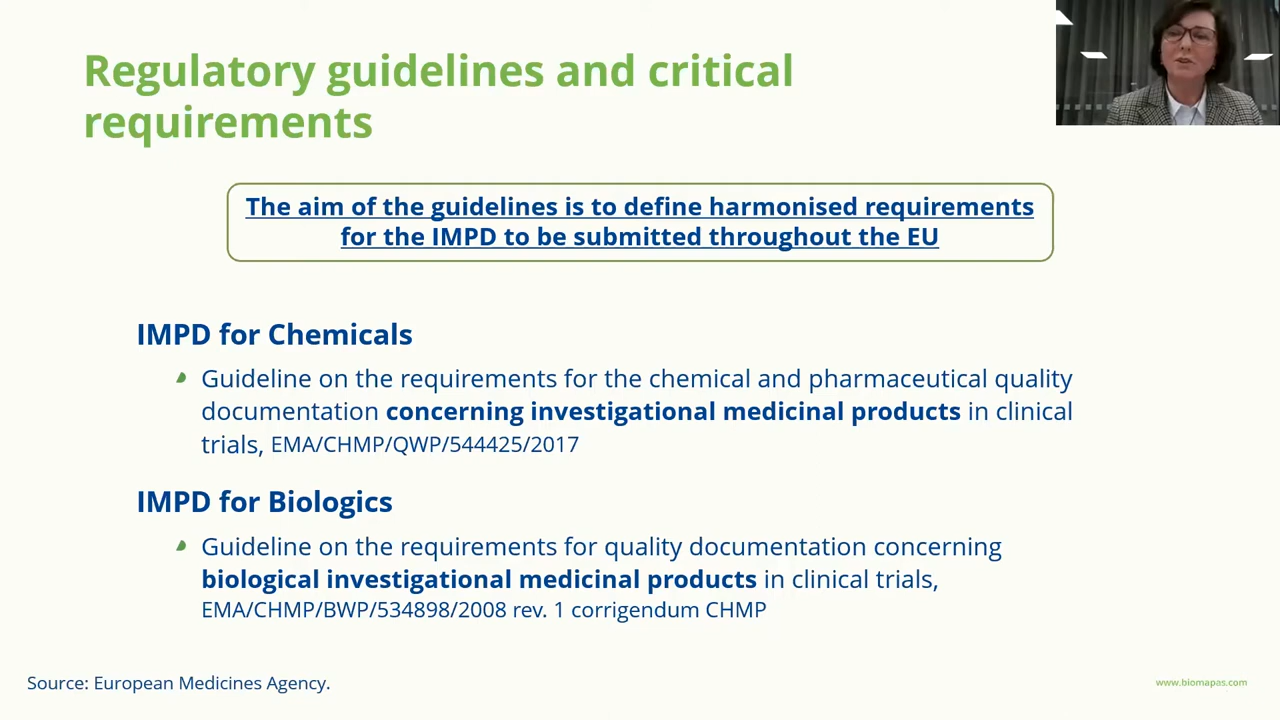 Regulatory guidelines and critical
requirements
The aim of the guidelines is to define harmonised requirements
for the IMPD to be submitted throughout the EU
IMPD for Chemicals
Guideline on the requirements for the chemical and pharmaceutical quality
documentation concerning investigational medicinal products in clinical
trials, EMA/CHMP/QWP/544425/2017
IMPD for Biologics
Guideline on the requirements for quality documentation concerning
biological investigational medicinal products in clinical trials,
EMA/CHMP/BWP/534898/2008 rev. 1 corrigendum CHMP
Source: European Medicines Agency.
www.biomapas.com